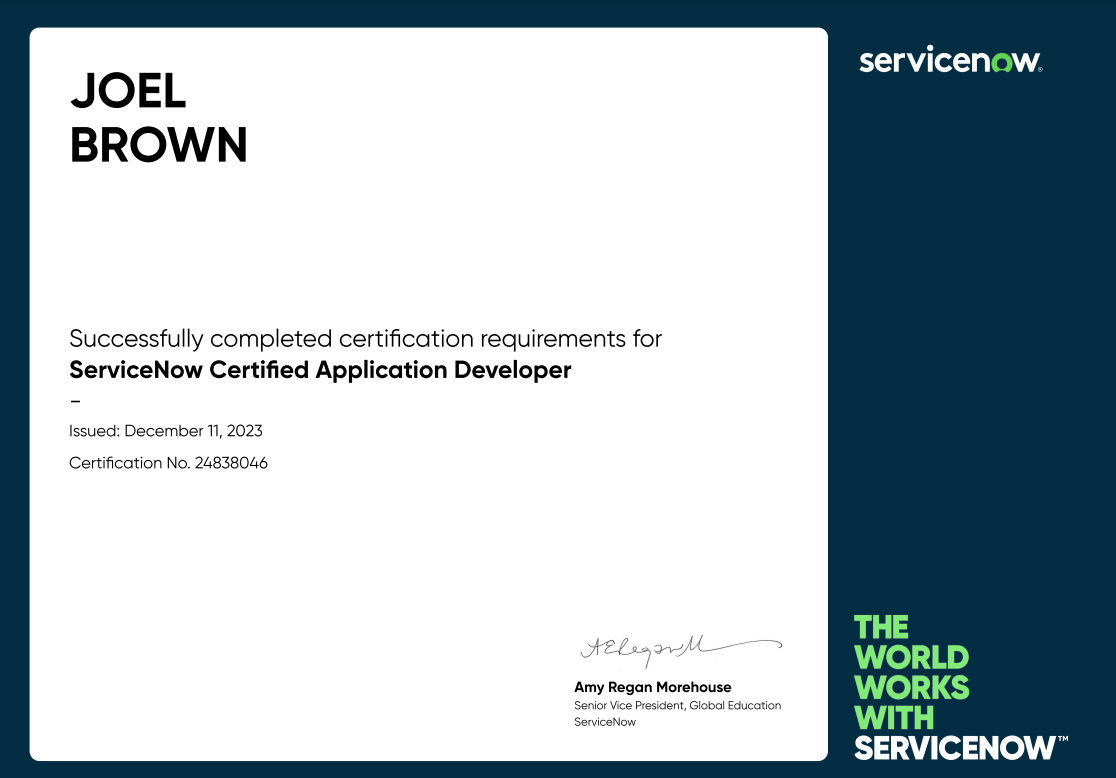 JOEL
BROWN
servicenow®
Successfully completed certification requirements for
ServiceNow Certified Application Developer
–
Issued: December 11, 2023
Certification No. 24838046
Amy Regan Morehouse
Senior Vice President, Global Education
ServiceNow
THE
WORLD
WORKS
WITH
SERVICENOW™